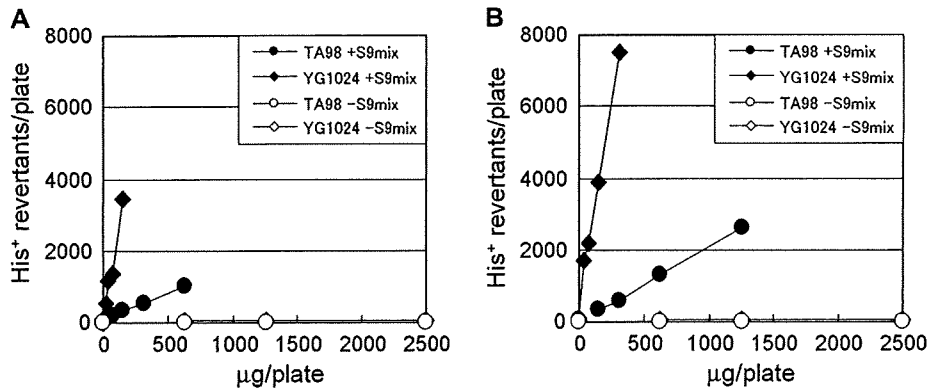 A
His⁺ revertants/plate
8000
6000
4000
2000
0
TA98 +S9mix
YG1024 +S9mix
TA98 −S9mix
YG1024 −S9mix
0 500 1000 1500 2000 2500
μg/plate
B
His⁺ revertants/plate
8000
6000
4000
2000
0
TA98 +S9mix
YG1024 +S9mix
TA98 −S9mix
YG1024 −S9mix
0 500 1000 1500 2000 2500
μg/plate